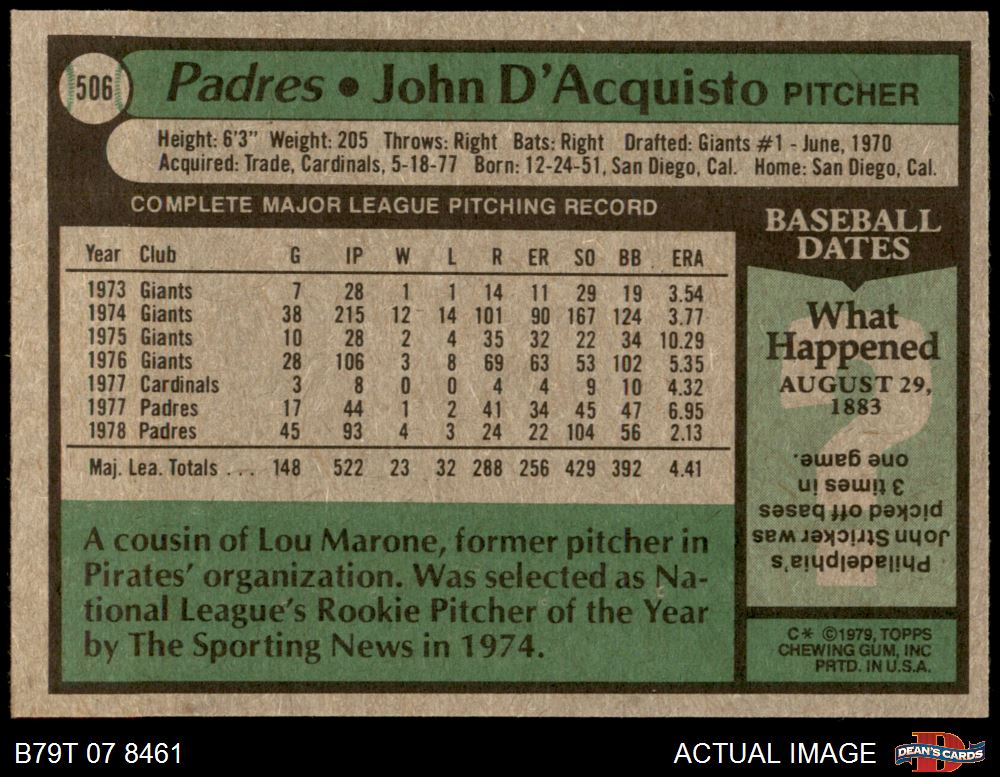 506
Padres • John D'Acquisto PITCHER
Height: 6'3" Weight: 205 Throws: Right Bats: Right Drafted: Giants #1 - June, 1970
Acquired: Trade, Cardinals, 5-18-77 Born: 12-24-51, San Diego, Cal. Home: San Diego, Cal.
COMPLETE MAJOR LEAGUE PITCHING RECORD
Year Club G IP W L R ER SO BB ERA
1973 Giants 7 28 1 1 14 11 29 19 3.54
1974 Giants 38 215 12 14 101 90 167 124 3.77
1975 Giants 10 28 2 4 35 32 22 34 10.29
1976 Giants 28 106 3 8 69 63 53 102 5.35
1977 Cardinals 3 8 0 0 4 4 9 10 4.32
1977 Padres 17 44 1 2 41 34 45 47 6.95
1978 Padres 45 93 4 3 24 22 104 56 2.13
Maj. Lea. Totals . . . 148 522 23 32 288 256 429 392 4.41
A cousin of Lou Marone, former pitcher in
Pirates' organization. Was selected as Na-
tional League's Rookie Pitcher of the Year
by The Sporting News in 1974.
BASEBALL
DATES
What
Happened
AUGUST 29,
1883
Philadelphia's
John Stricker was
picked off bases
3 times in
one game.
C* ©1979, TOPPS
CHEWING GUM, INC
PRTD. IN U.S.A.
B79T 07 8461
ACTUAL IMAGE
D
DEAN'S CARDS